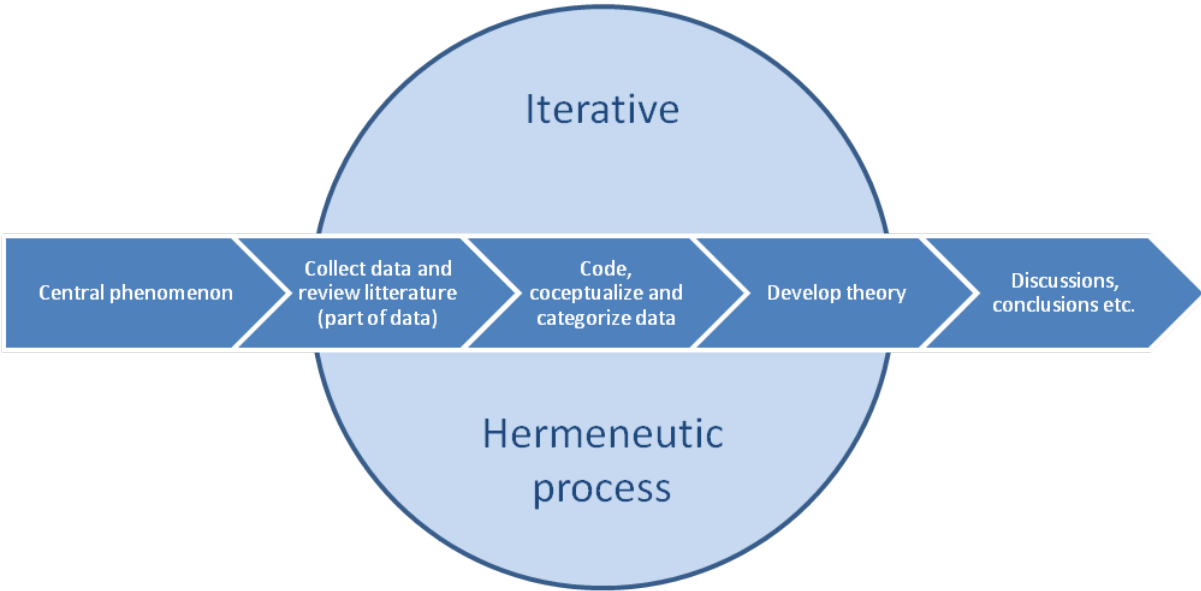 Iterative
Central phenomenon
Collect data and
review litterature
(part of data)
Code,
coceptualize and
categorize data
Develop theory
Discussions,
conclusions etc.
Hermeneutic
process